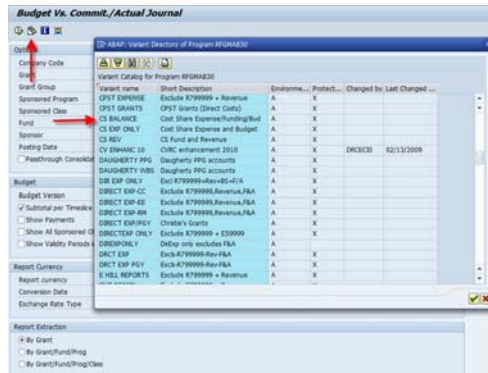 Budget Vs. Commit./Actual Journal
ABAP: Variant Directory of Program RFGMAB30
Variant Catalog for Program RFGMAB30
Variant name Short Description Environme... Protect... Changed by Last Changed ...
CPST EXPENSE Exclude R799999 + Revenue A X
CPST GRANTS CPST Grants (Direct Costs) A X
CS BALANCE Cost Share Expense/Funding/Bud A X
CS EXP ONLY Cost Share Expense and Budget A X
CS REV CS Fund and Revenue A X
CV ENHANC 10 CVRC enhancement 2010 A X 02/13/2009
DAUGHERTY PPG Daugherty PPG accounts A X
DAUGHERTY WBS Daugherty PPG accounts A X
DIR EXP ONLY Excl R799999+Rev+BS+F/A A X
DIRECT EXP-CC Exclude R799999,Revenue,F&A A X
DIRECT EXP-EE Exclude R799999,Revenue,F&A A X
DIRECT EXP-RM Exclude R799999,Revenue,F&A A X
DIRECT EXP/PGY Christie's Grants A X
DIRECTEXP ONLY Exclude R799999 + E59999 A X
DIREXPONLY DirExp only excludes F&A A
DRCT EXP Excb-R799999-Rev-F&A A X
DRCT EXP PGY Excb-R799999-Rev-F&A A X
E HILL REPORTS Exclude R799999 + Revenue A X
Company Code
Grant
Grant Group
Sponsored Program
Sponsored Class
Fund
Sponsor
Posting Date
Passthrough Consolidat
Budget
Budget Version
Subtotal per Timeslice
Show Payments
Show All Sponsored O
Show Validity Periods
Report Currency
Report currency
Conversion Date
Exchange Rate Type
Report Extraction
By Grant
By Grant/Fund/Prog
By Grant/Fund/Prog/Class